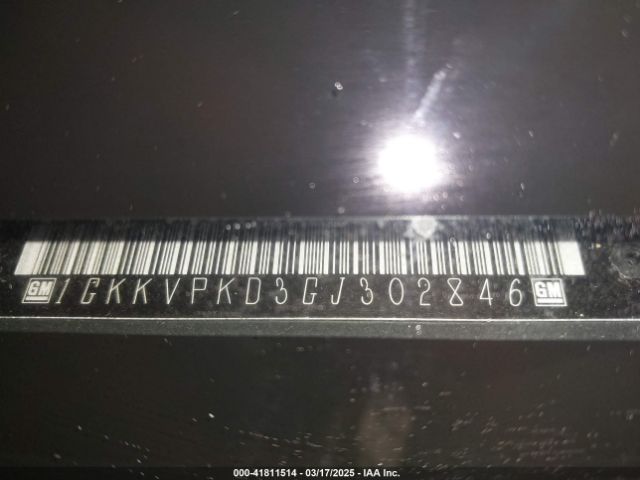 GM 1GKKVPKD3GJ302846 GM
000-41811514 - 03/17/2025 - IAA Inc.